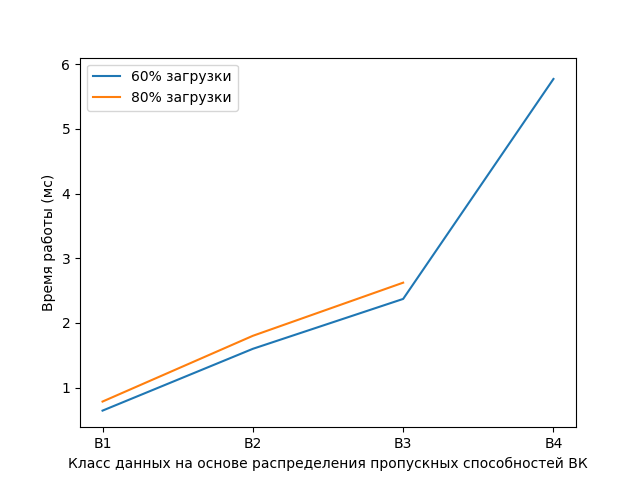 60% загрузки
80% загрузки
6
5
4
3
2
1
Время работы (мс)
B1 B2 B3 B4
Класс данных на основе распределения пропускных способностей ВК